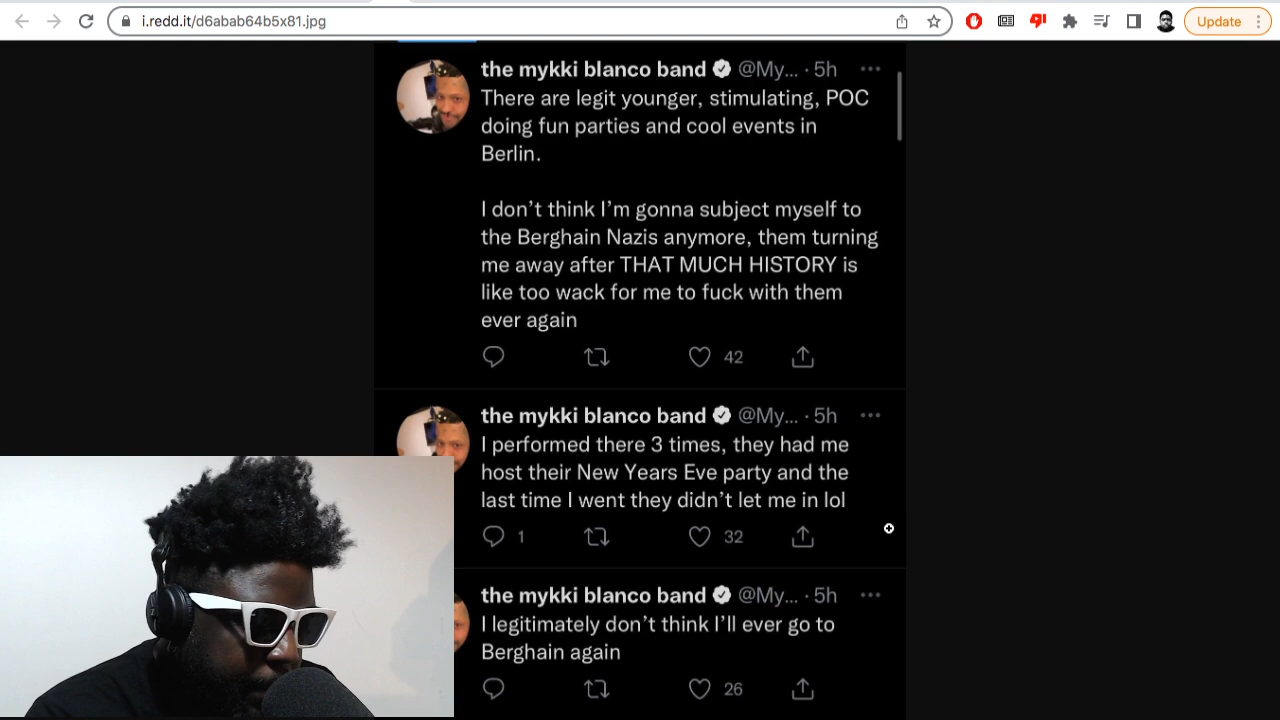 i.redd.it/d6abab64b5x81.jpg
Update
the mykki blanco band @My... · 5h
There are legit younger, stimulating, POC
doing fun parties and cool events in
Berlin.
I don't think I'm gonna subject myself to
the Berghain Nazis anymore, them turning
me away after THAT MUCH HISTORY is
like too wack for me to fuck with them
ever again
42
the mykki blanco band @My... · 5h
I performed there 3 times, they had me
host their New Years Eve party and the
last time I went they didn't let me in lol
1 32
the mykki blanco band @My... · 5h
I legitimately don't think I'll ever go to
Berghain again
26